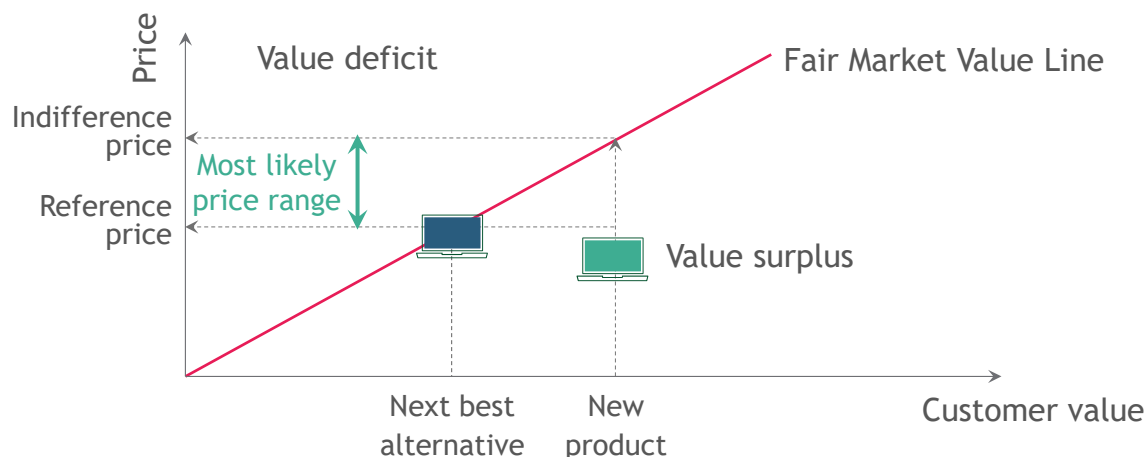 Price
Value deficit
Fair Market Value Line
Indifference
price
Most likely
price range
Reference
price
Value surplus
Next best
alternative
New
product
Customer value